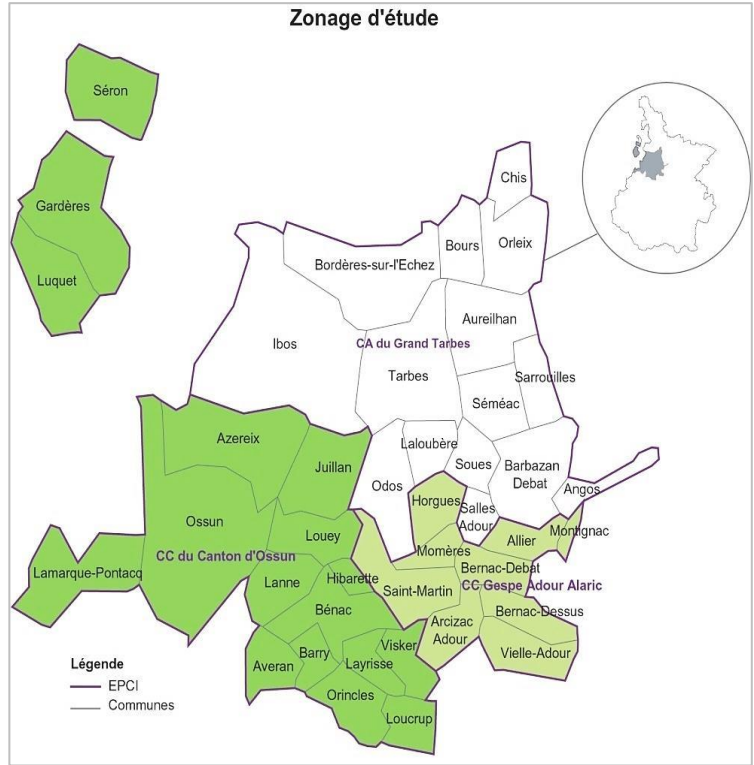 Zonage d'étude
Séron
Gardères
Luquet
Chis
Bours
Orleix
Bordères-sur-l'Echez
Aureilhan
Ibos
CA du Grand Tarbes
Tarbes
Sarrouilles
Séméac
Azereix
Laloubère
Juillan
Soues
Barbazan
Debat
Odos
Angos
Horgues
Salles
Adour
Ossun
Louey
Allier
Montignac
Momères
CC du Canton d'Ossun
Bernac-Debat
Lamarque-Pontacq
Lanne
Hibarette
Saint-Martin
CC Gespe Adour Alaric
Bénac
Bernac-Dessus
Arcizac
Adour
Visker
Barry
Layrisse
Vielle-Adour
Averan
Orincles
Loucrup
Légende
EPCI
Communes